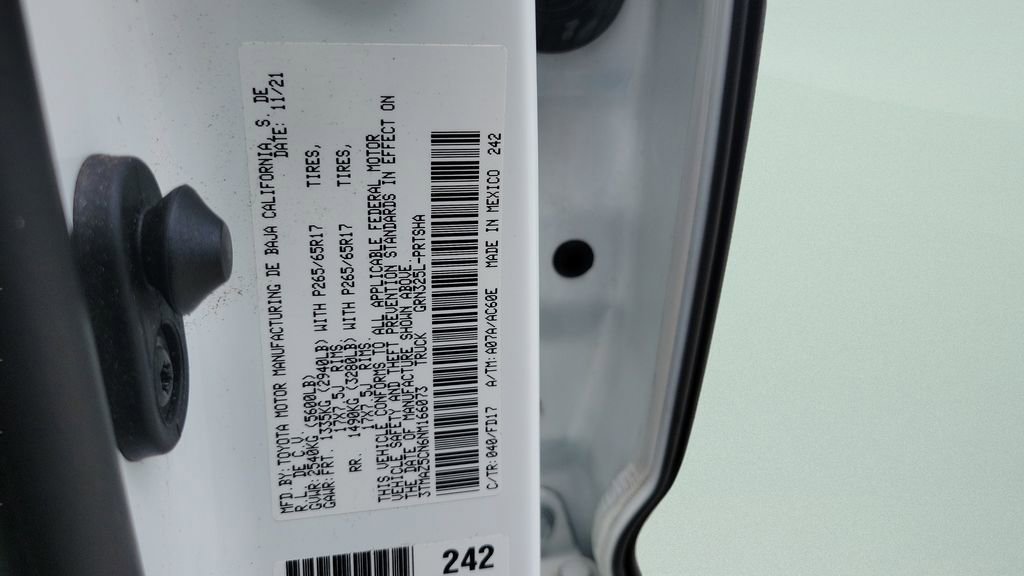 MFD.BY:TOYOTA MOTOR MANUFACTURING DE BAJA CALIFORNIA,S. DE
R.L. DE C.V. DATE: 11/21
GVWR:2540KG (5600LB)
GAWR:FRT. 1335KG (2940LB) WITH P265/65R17 TIRES,
17X7.5J RIMS,
RR. 1490KG (3280LB) WITH P265/65R17 TIRES,
17X7.5J RIMS.
THIS VEHICLE CONFORMS TO ALL APPLICABLE FEDERAL MOTOR
VEHICLE SAFETY AND THEFT PREVENTION STANDARDS IN EFFECT ON
THE DATE OF MANUFACTURE SHOWN ABOVE
3TMAZ5CN6NM166073 TRUCK GRN325L-PRTSHA
C/TR:040/FD17 A/TM:A07A/AC60E MADE IN MEXICO 242
242